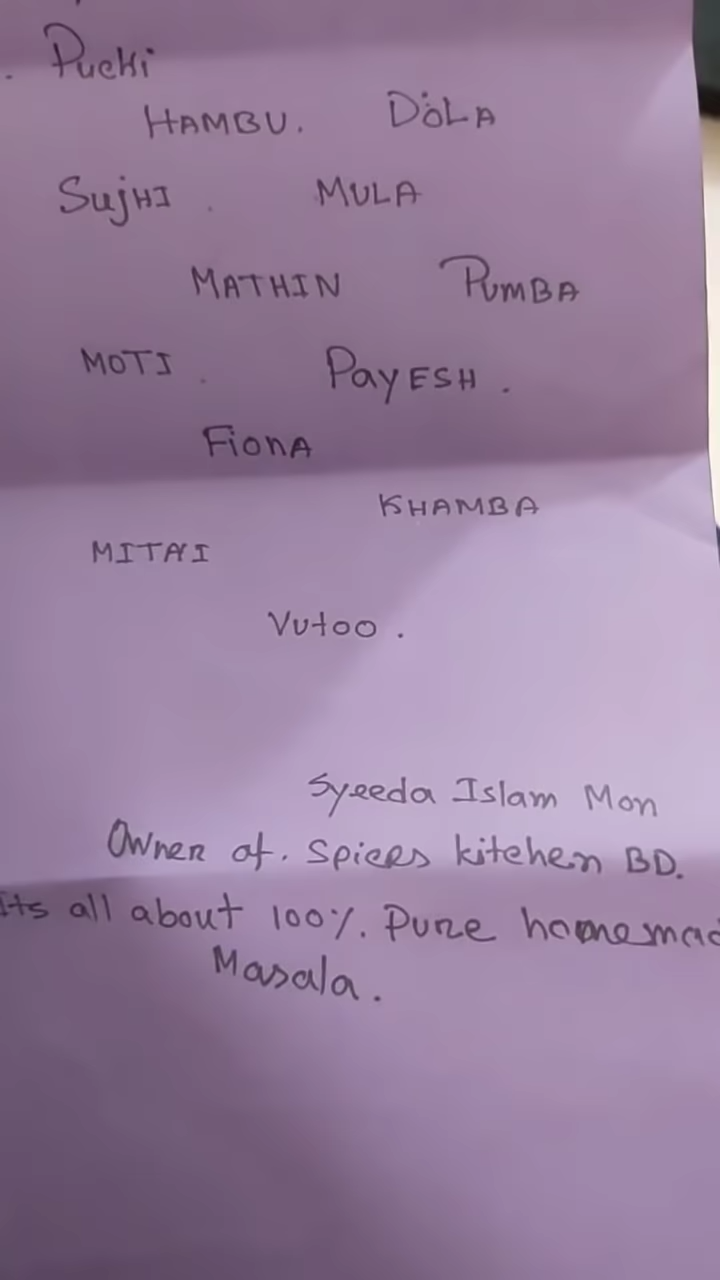 . Pucki
HAMBU. DOLA
SujHI . MULA
MATHIN PumBA
MOTI . PayESH .
FionA
KHAMBA
MITAI
Vutoo .
Syeeda Islam Mon
Owner of. Spices kitchen BD.
its all about 100%. Pure homemad
Masala.